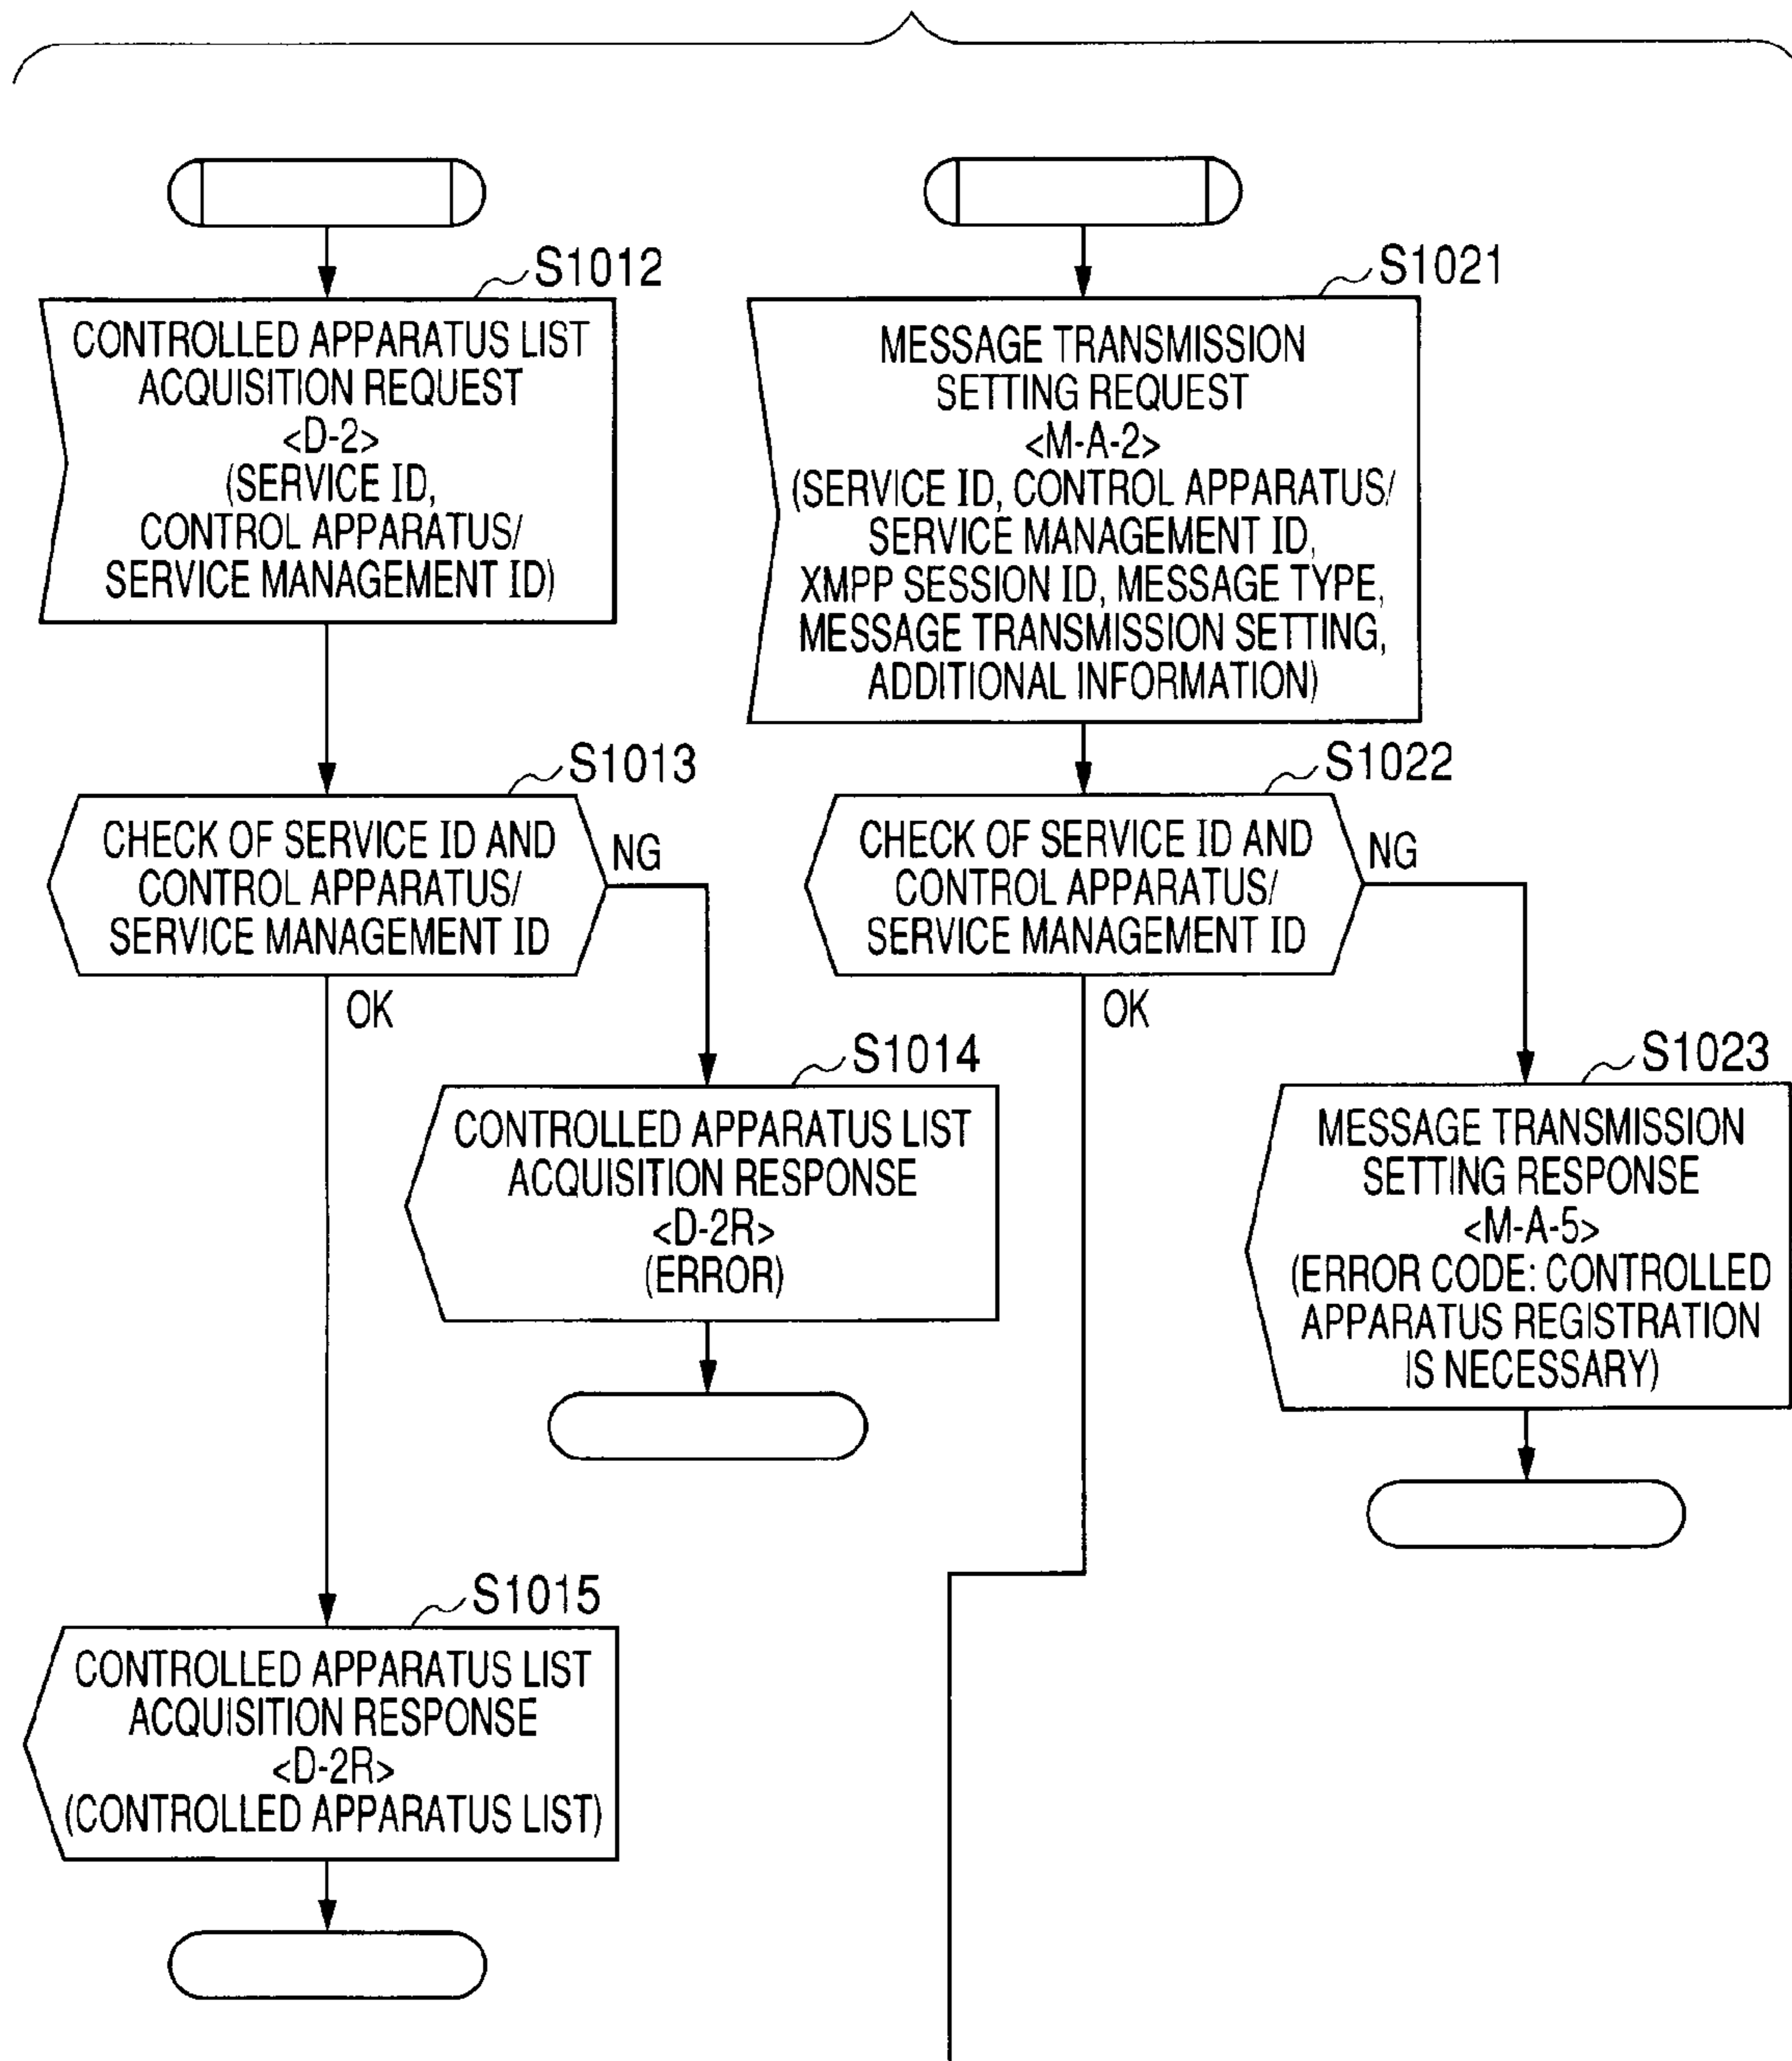 S1012
CONTROLLED APPARATUS LIST
ACQUISITION REQUEST
<D-2>
(SERVICE ID,
CONTROL APPARATUS/
SERVICE MANAGEMENT ID)
S1013
CHECK OF SERVICE ID AND
CONTROL APPARATUS/
SERVICE MANAGEMENT ID
NG
OK
S1014
CONTROLLED APPARATUS LIST
ACQUISITION RESPONSE
<D-2R>
(ERROR)
S1015
CONTROLLED APPARATUS LIST
ACQUISITION RESPONSE
<D-2R>
(CONTROLLED APPARATUS LIST)
S1021
MESSAGE TRANSMISSION
SETTING REQUEST
<M-A-2>
(SERVICE ID, CONTROL APPARATUS/
SERVICE MANAGEMENT ID,
XMPP SESSION ID, MESSAGE TYPE,
MESSAGE TRANSMISSION SETTING,
ADDITIONAL INFORMATION)
S1022
CHECK OF SERVICE ID AND
CONTROL APPARATUS/
SERVICE MANAGEMENT ID
NG
OK
S1023
MESSAGE TRANSMISSION
SETTING RESPONSE
<M-A-5>
(ERROR CODE: CONTROLLED
APPARATUS REGISTRATION
IS NECESSARY)